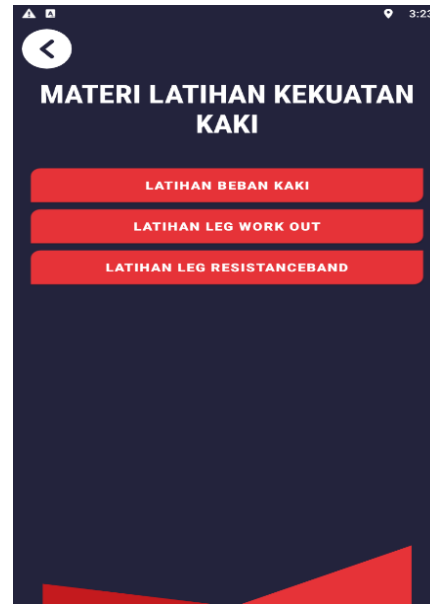 3:23
MATERI LATIHAN KEKUATAN
KAKI
LATIHAN BEBAN KAKI
LATIHAN LEG WORK OUT
LATIHAN LEG RESISTANCEBAND